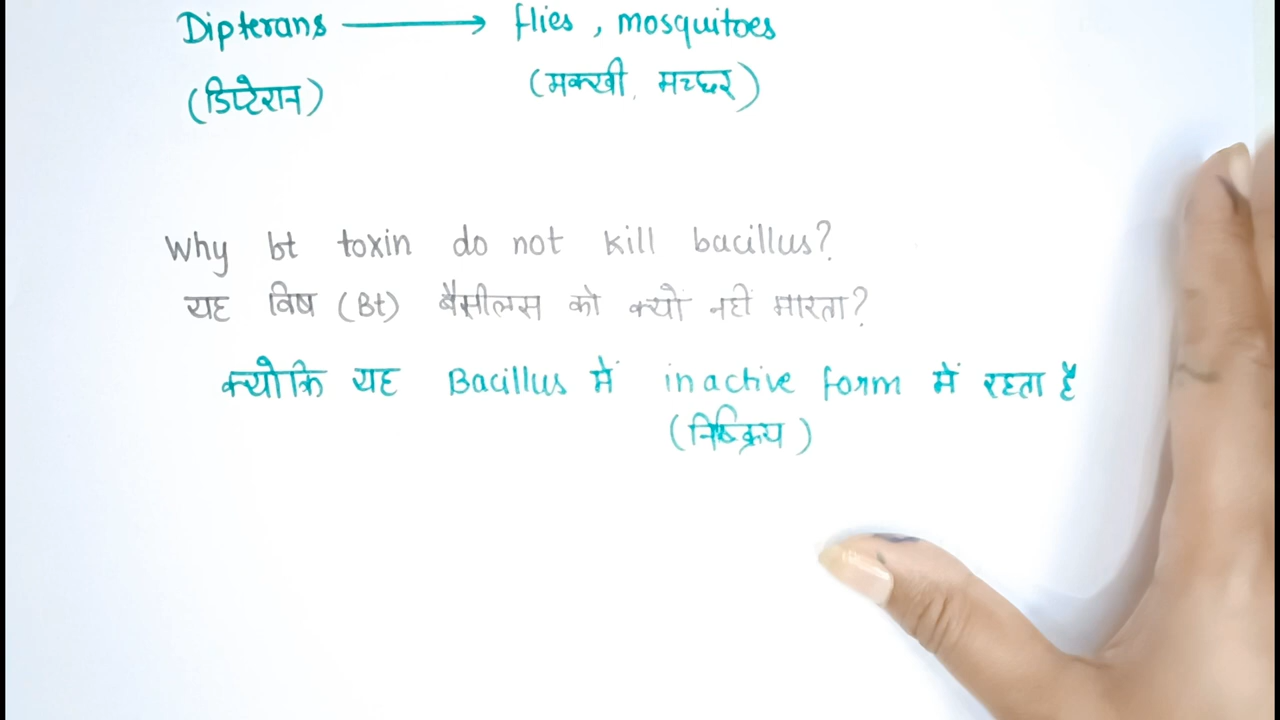 Dipterans ⟶ flies , mosquitoes
(डिप्टेरान) (मक्खी, मच्छर)
Why bt toxin do not kill bacillus?
यह विष (Bt) बैसीलस को क्यों नहीं मारता?
क्योकि यह Bacillus में inactive form में रहता है
(निष्क्रिय)